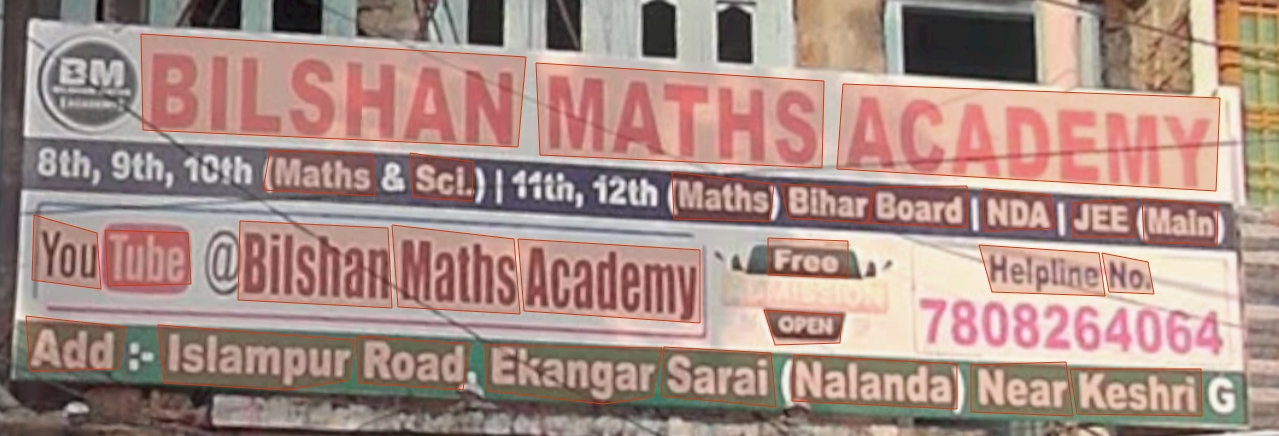 BM BILSHAN MATHS ACADEMY
8th, 9th, 10th (Maths & Sci.) | 11th, 12th (Maths) Bihar Board | NDA | JEE (Main)
YouTube @Bilshan Maths Academy
Free
ADMISSION
OPEN
Helpline No.
7808264064
Add :- Islampur Road, Ekangar Sarai (Nalanda) Near Keshri G